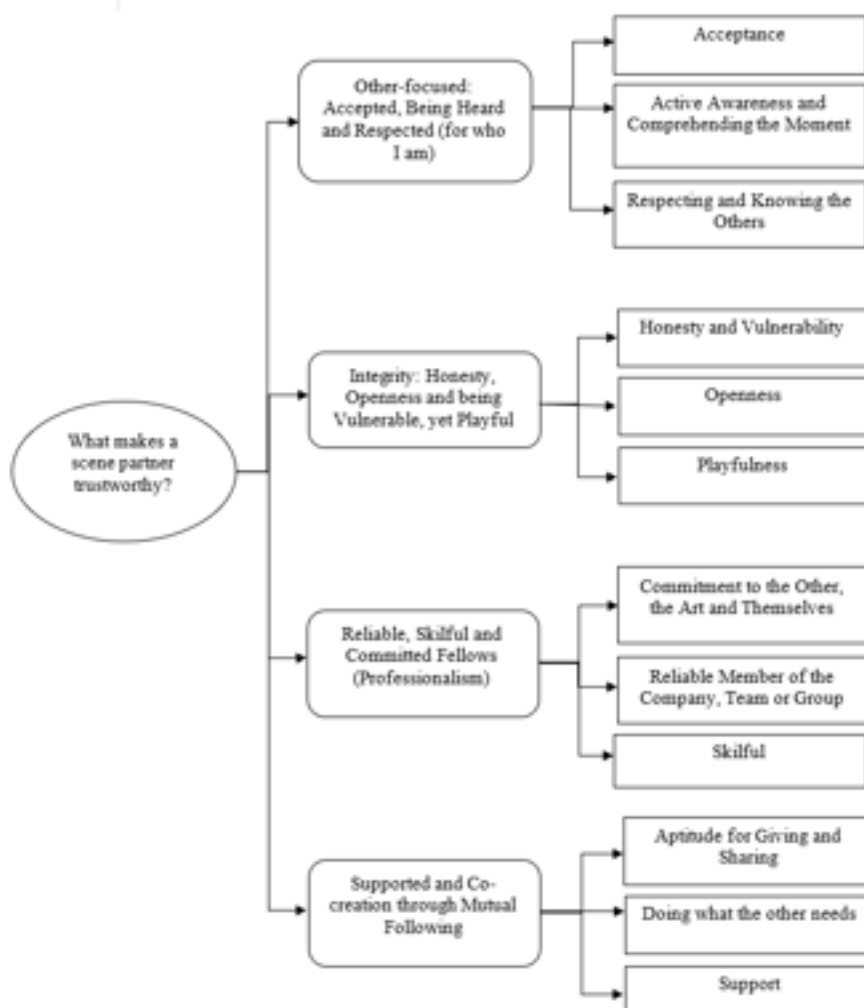 What makes a
scene partner
trustworthy?
Other-focused:
Accepted, Being Heard
and Respected (for who
I am)
Acceptance
Active Awareness and
Comprehending the Moment
Respecting and Knowing the
Others
Integrity: Honesty,
Openness and being
Vulnerable, yet Playful
Honesty and Vulnerability
Openness
Playfulness
Reliable, Skilful and
Committed Fellows
(Professionalism)
Commitment to the Other,
the Art and Themselves
Reliable Member of the
Company, Team or Group
Skilful
Supported and Co-
creation through Mutual
Following
Aptitude for Giving and
Sharing
Doing what the other needs
Support